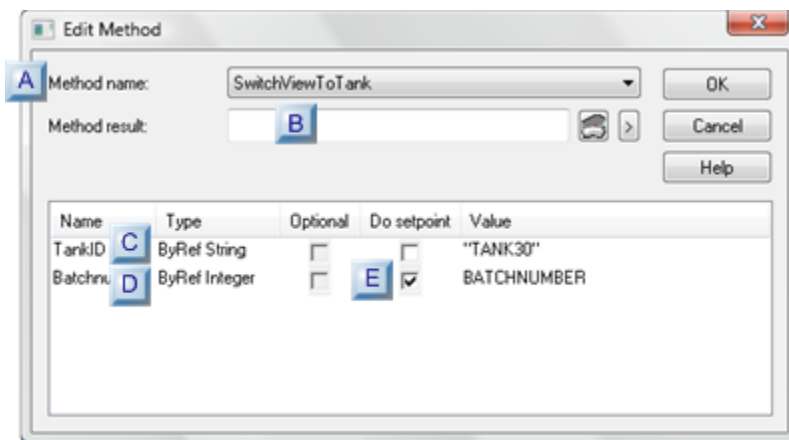 Edit Method
A Method name: SwitchViewToTank OK
Method result: B > Cancel
Help
Name Type Optional Do setpoint Value
TankID C ByRef String "TANK30"
Batchnu D ByRef Integer E BATCHNUMBER